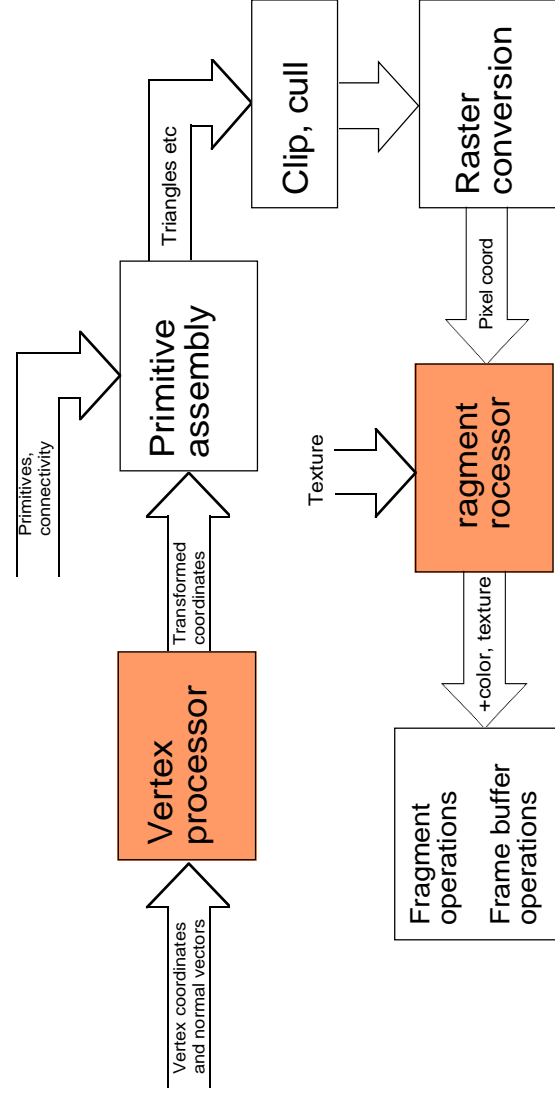 Primitives,
connectivity
Vertex coordinates
and normal vectors
Vertex
processor
Transformed
coordinates
Primitive
assembly
Triangles etc
Clip, cull
Raster
conversion
Pixel coord
Texture
ragment
rocessor
+color, texture
Fragment
operations
Frame buffer
operations